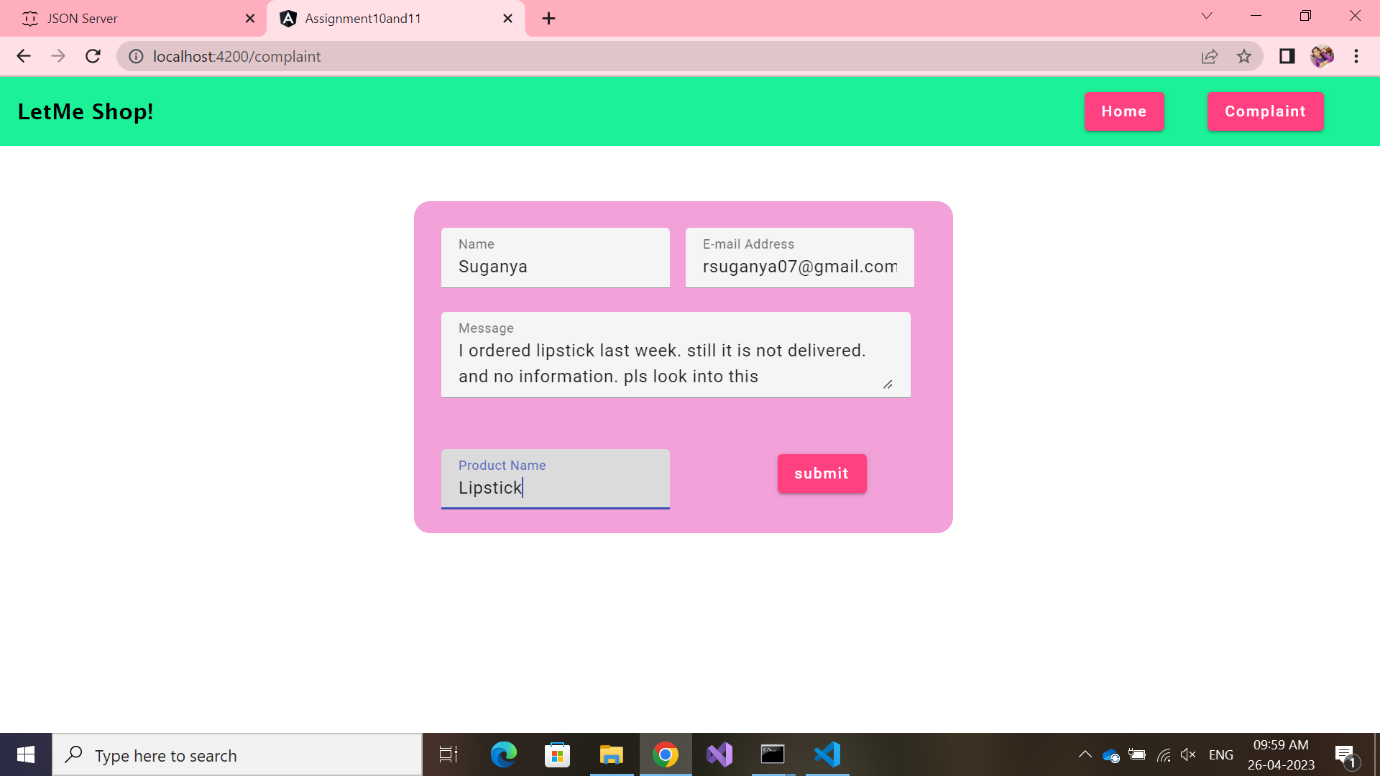 JSON Server
Assignment10and11
localhost:4200/complaint
LetMe Shop!
Home
Complaint
Name
Suganya
E-mail Address
rsuganya07@gmail.com
Message
I ordered lipstick last week. still it is not delivered.
and no information. pls look into this
Product Name
Lipstick
submit
Type here to search
ENG
09:59 AM
26-04-2023
1